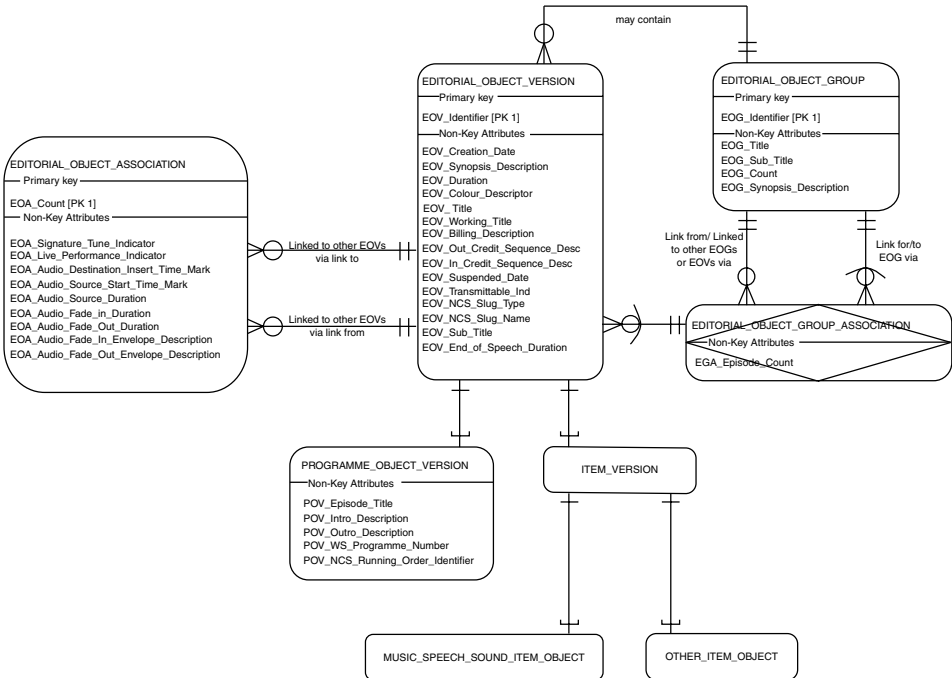 may contain
EDITORIAL_OBJECT_VERSION
Primary key
EOV_Identifier [PK 1]
Non-Key Attributes
EOV_Creation_Date
EOV_Synopsis_Description
EOV_Duration
EOV_Colour_Descriptor
EOV_ Title
EOV_Working_Title
EOV_Billing_Description
EOV_Out_Credit_Sequence_Desc
EOV_In_Credit_Sequence_Desc
EOV_Suspended_Date
EOV_Transmittable_Ind
EOV_NCS_Slug_Type
EOV_NCS_Slug_Name
EOV_Sub_Title
EOV_End_of_Speech_Duration
EDITORIAL_OBJECT_GROUP
Primary key
EOG_Identifier [PK 1]
Non-Key Attributes
EOG_Title
EOG_Sub_Title
EOG_Count
EOG_Synopsis_Description
EDITORIAL_OBJECT_ASSOCIATION
Primary key
EOA_Count [PK 1]
Non-Key Attributes
EOA_Signature_Tune_Indicator
EOA_Live_Performance_Indicator
EOA_Audio_Destination_Insert_Time_Mark
EOA_Audio_Source_Start_Time_Mark
EOA_Audio_Source_Duration
EOA_Audio_Fade_in_Duration
EOA_Audio_Fade_Out_Duration
EOA_Audio_Fade_In_Envelope_Description
EOA_Audio_Fade_Out_Envelope_Description
Linked to other EOVs
via link to
Linked to other EOVs
via link from
Link from/ Linked
to other EOGs
or EOVs via
Link for/to
EOG via
EDITORIAL_OBJECT_GROUP_ASSOCIATION
Non-Key Attributes
EGA_Episode_Count
PROGRAMME_OBJECT_VERSION
Non-Key Attributes
POV_Episode_Title
POV_Intro_Description
POV_Outro_Description
POV_WS_Programme_Number
POV_NCS_Running_Order_Identifier
ITEM_VERSION
MUSIC_SPEECH_SOUND_ITEM_OBJECT
OTHER_ITEM_OBJECT